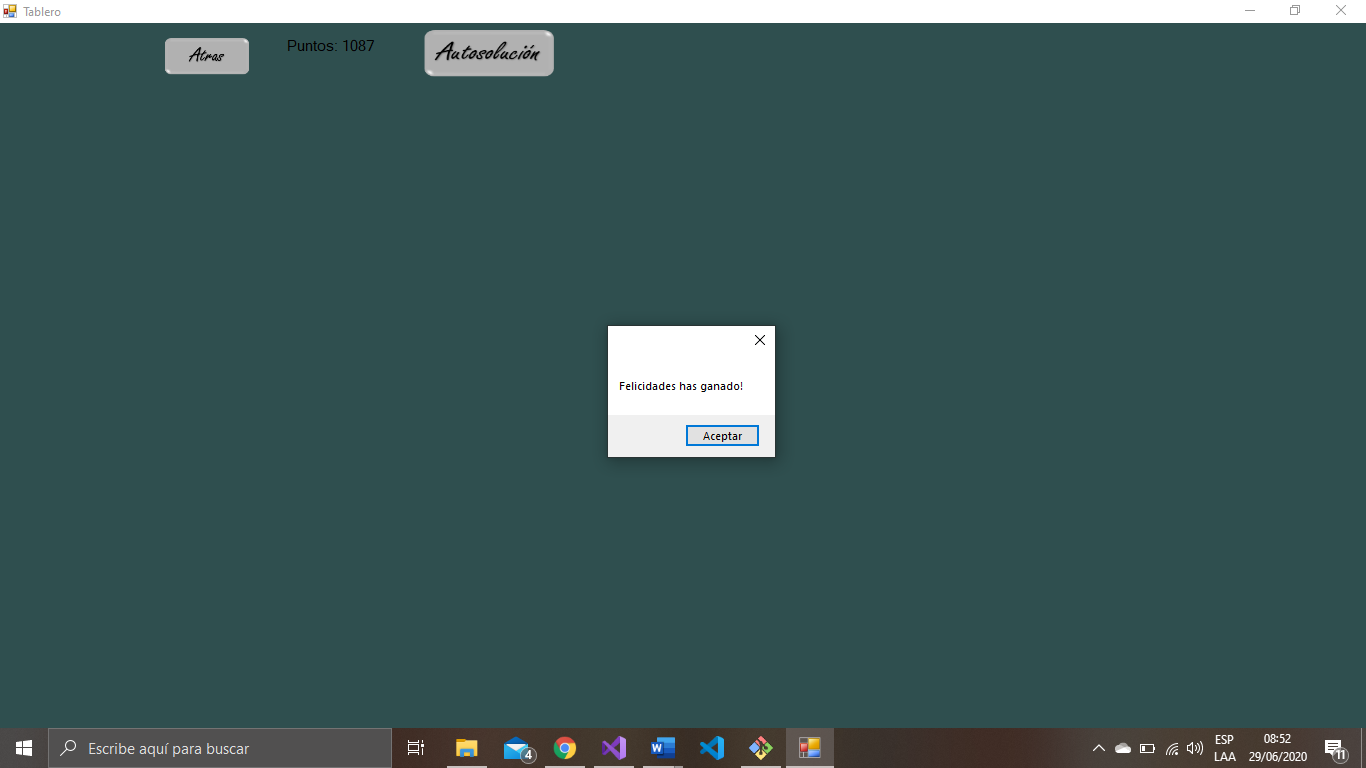 Tablero
Atras
Puntos: 1087
Autosolución
Felicidades has ganado!
Aceptar
Escribe aquí para buscar
4
ESP
LAA
08:52
29/06/2020
11